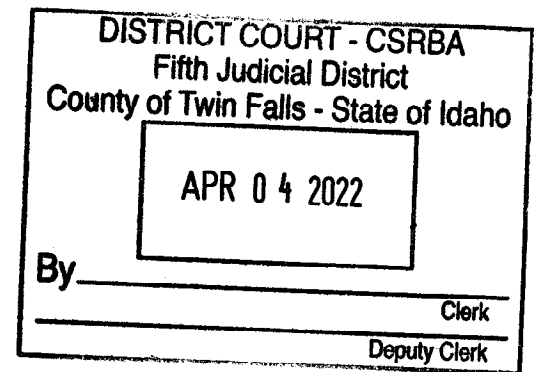 DISTRICT COURT - CSRBA
Fifth Judicial District
County of Twin Falls - State of Idaho
APR 04 2022
By
Clerk
Deputy Clerk